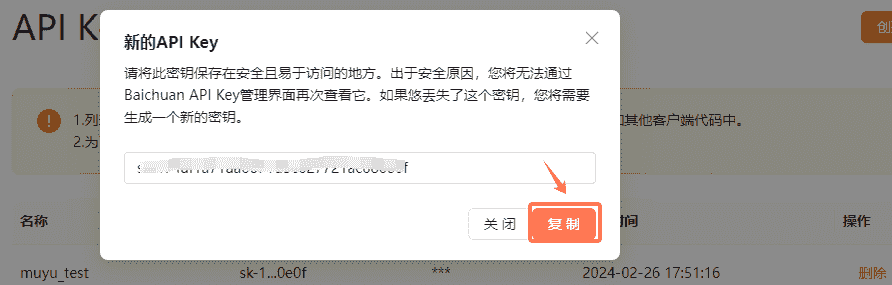 API K
创
新的API Key
请将此密钥保存在安全且易于访问的地方。出于安全原因，您将无法通过
Baichuan API Key管理界面再次查看它。如果您丢失了这个密钥，您将需要
生成一个新的密钥。
1.列
和其他客户端代码中。
2.为
关 闭
复 制
名称
时间
操作
muyu_test
sk-1...0e0f
***
2024-02-26 17:51:16
删除